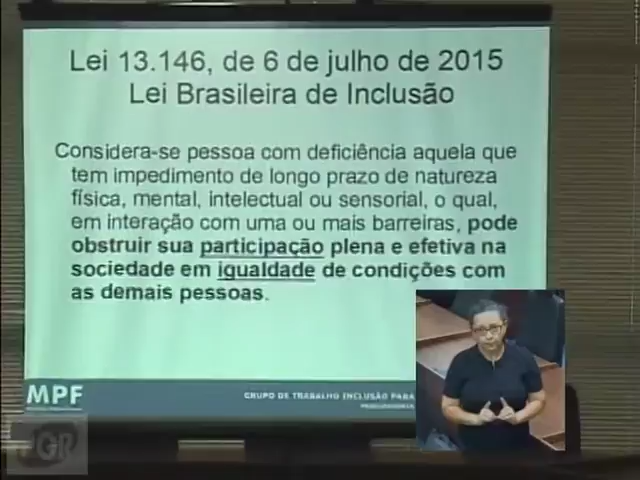 Lei 13.146, de 6 de julho de 2015
Lei Brasileira de Inclusão
Considera-se pessoa com deficiência aquela que
tem impedimento de longo prazo de natureza
física, mental, intelectual ou sensorial, o qual,
em interação com uma ou mais barreiras, pode
obstruir sua participação plena e efetiva na
sociedade em igualdade de condições com
as demais pessoas.
MPF
GRUPO DE TRABALHO INCLUSÃO PARA
PGR